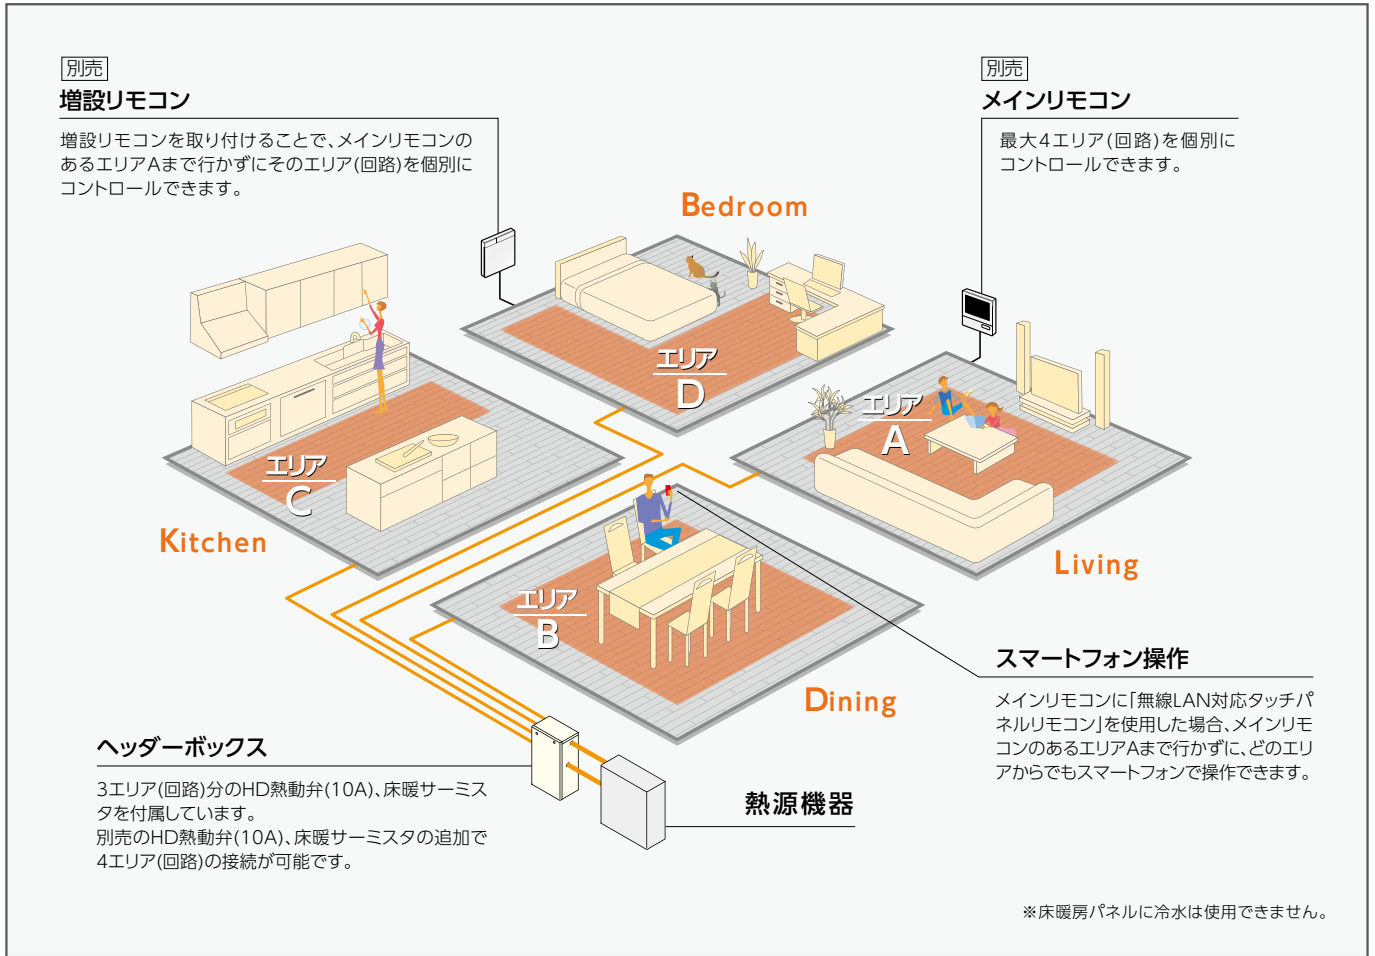 別売
増設リモコン
増設リモコンを取り付けることで、メインリモコンの
あるエリアAまで行かずにそのエリア(回路)を個別に
コントロールできます。
別売
メインリモコン
最大4エリア(回路)を個別に
コントロールできます。
Bedroom
エリア
D
エリア
A
エリア
C
Kitchen
Living
エリア
B
Dining
スマートフォン操作
メインリモコンに「無線LAN対応タッチパ
ネルリモコン」を使用した場合、メインリモ
コンのあるエリアAまで行かずに、どのエリ
アからでもスマートフォンで操作できます。
ヘッダーボックス
3エリア(回路)分のHD熱動弁(10A)、床暖サーミス
タを付属しています。
別売のHD熱動弁(10A)、床暖サーミスタの追加で
4エリア(回路)の接続が可能です。
熱源機器
※床暖房パネルに冷水は使用できません。